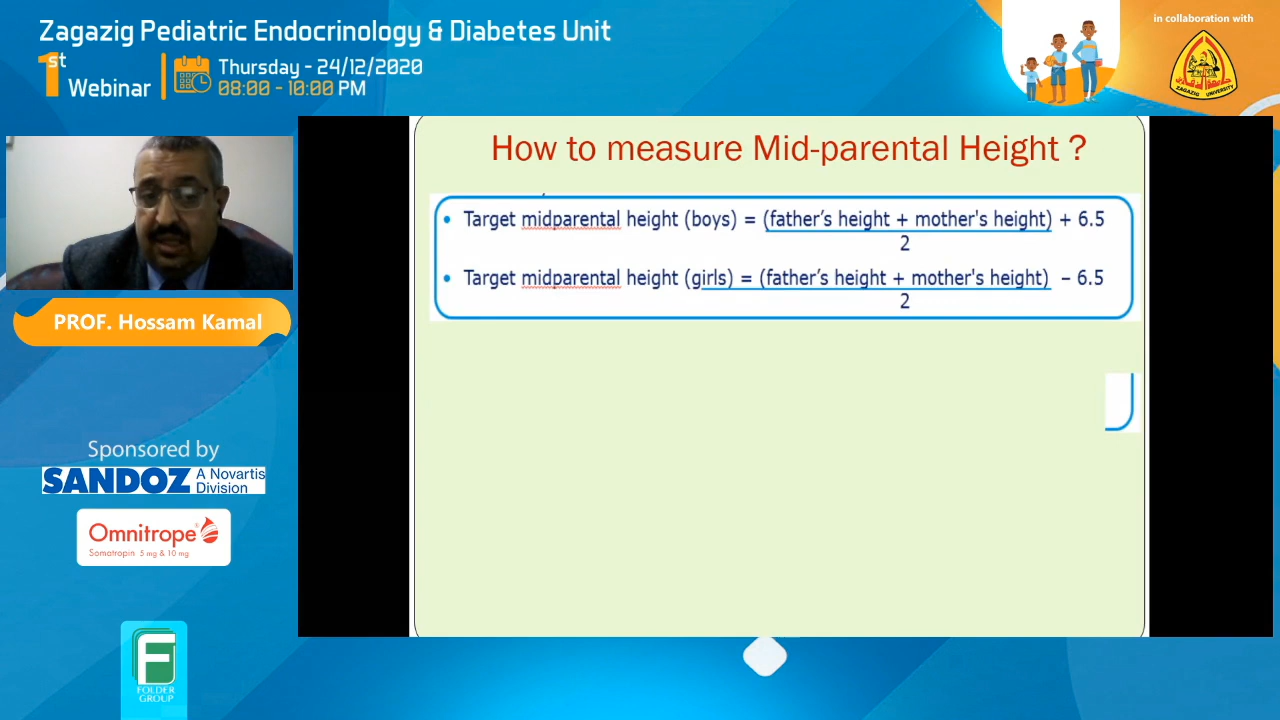 Zagazig Pediatric Endocrinology & Diabetes Unit
1st Webinar
Thursday - 24/12/2020
08:00 - 10:00 PM
in collaboration with
ZAGAZIG UNIVERSITY
PROF. Hossam Kamal
How to measure Mid-parental Height ?
• Target midparental height (boys) = (father's height + mother's height) + 6.5
2
• Target midparental height (girls) = (father's height + mother's height) – 6.5
2
Sponsored by
SANDOZ A Novartis
Division
Omnitrope®
Somatropin 5 mg & 10 mg
F
FOLDER
GROUP